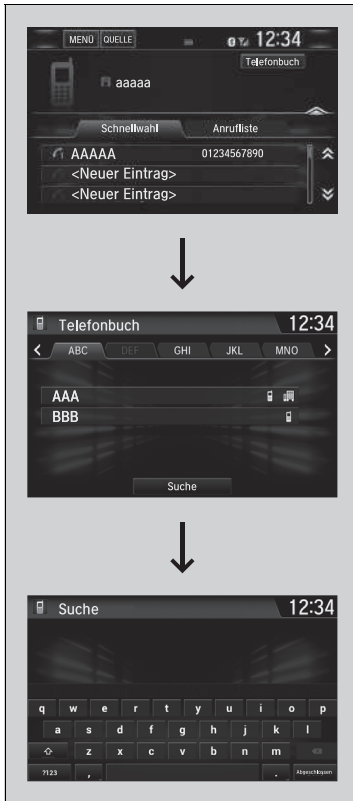 MENÜ QUELLE 12:34
Telefonbuch
aaaaa
Schnellwahl Anrufliste
AAAAA 01234567890
<Neuer Eintrag>
<Neuer Eintrag>
Telefonbuch 12:34
ABC DEF GHI JKL MNO
AAA
BBB
Suche
Suche 12:34
q w e r t y u i o p
a s d f g h j k l
z x c v b n m
?123 , . Abgeschlossen